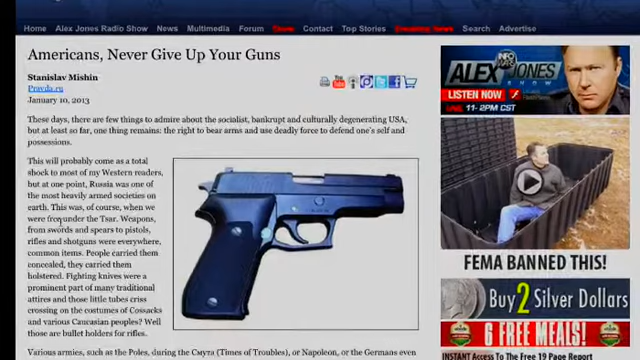 Home Alex Jones Radio Show News Multimedia Forum Store Contact Top Stories Breaking News Search Advertise
Americans, Never Give Up Your Guns
Stanislav Mishin
Pravda.ru
January 10, 2013
These days, there are few things to admire about the socialist, bankrupt and culturally degenerating USA,
but at least so far, one thing remains: the right to bear arms and use deadly force to defend one's self and
possessions.
This will probably come as a total
shock to most of my Western readers,
but at one point, Russia was one of
the most heavily armed societies on
earth. This was, of course, when we
were free under the Tsar. Weapons,
from swords and spears to pistols,
rifles and shotguns were everywhere,
common items. People carried them
concealed, they carried them
holstered. Fighting knives were a
prominent part of many traditional
attires and those little tubes criss
crossing on the costumes of Cossacks
and various Caucasian peoples? Well
those are bullet holders for rifles.
Various armies, such as the Poles, during the Смута (Times of Troubles), or Napoleon, or the Germans even
INFO WARS
ALEX JONES
SHOW
LISTEN NOW
LIVE 11-2PM CST
FEMA BANNED THIS!
Buy 2 Silver Dollars
6 FREE MEALS!
Instant Access To The Free 19 Page Report